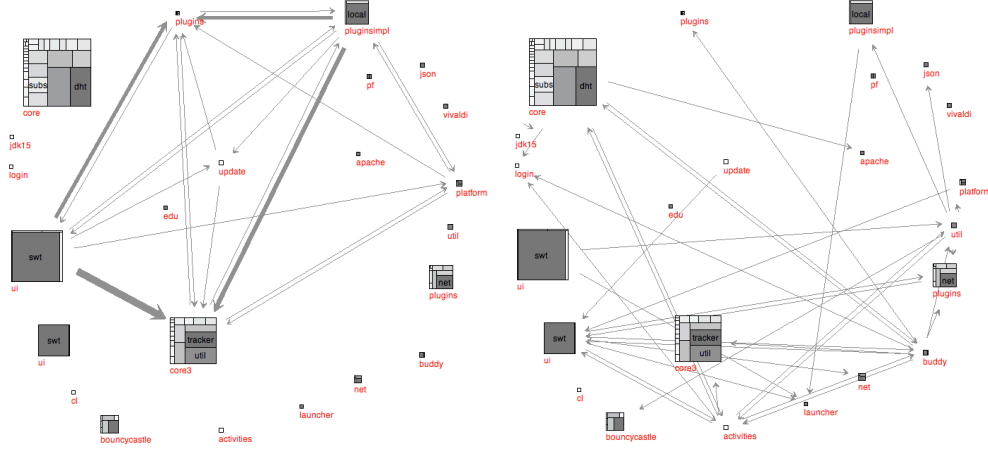 plugins
local
pluginsimpl
subs
dht
core
json
pf
vivaldi
jdk15
login
apache
update
platform
edu
util
swt
ui
net
plugins
swt
ui
tracker
util
core3
buddy
net
cl
launcher
bouncycastle
activities
plugins
pluginsimpl
subs
dht
core
json
pf
vivaldi
jdk15
login
apache
update
platform
edu
util
swt
ui
net
plugins
swt
ui
tracker
util
core3
buddy
net
cl
launcher
bouncycastle
activities